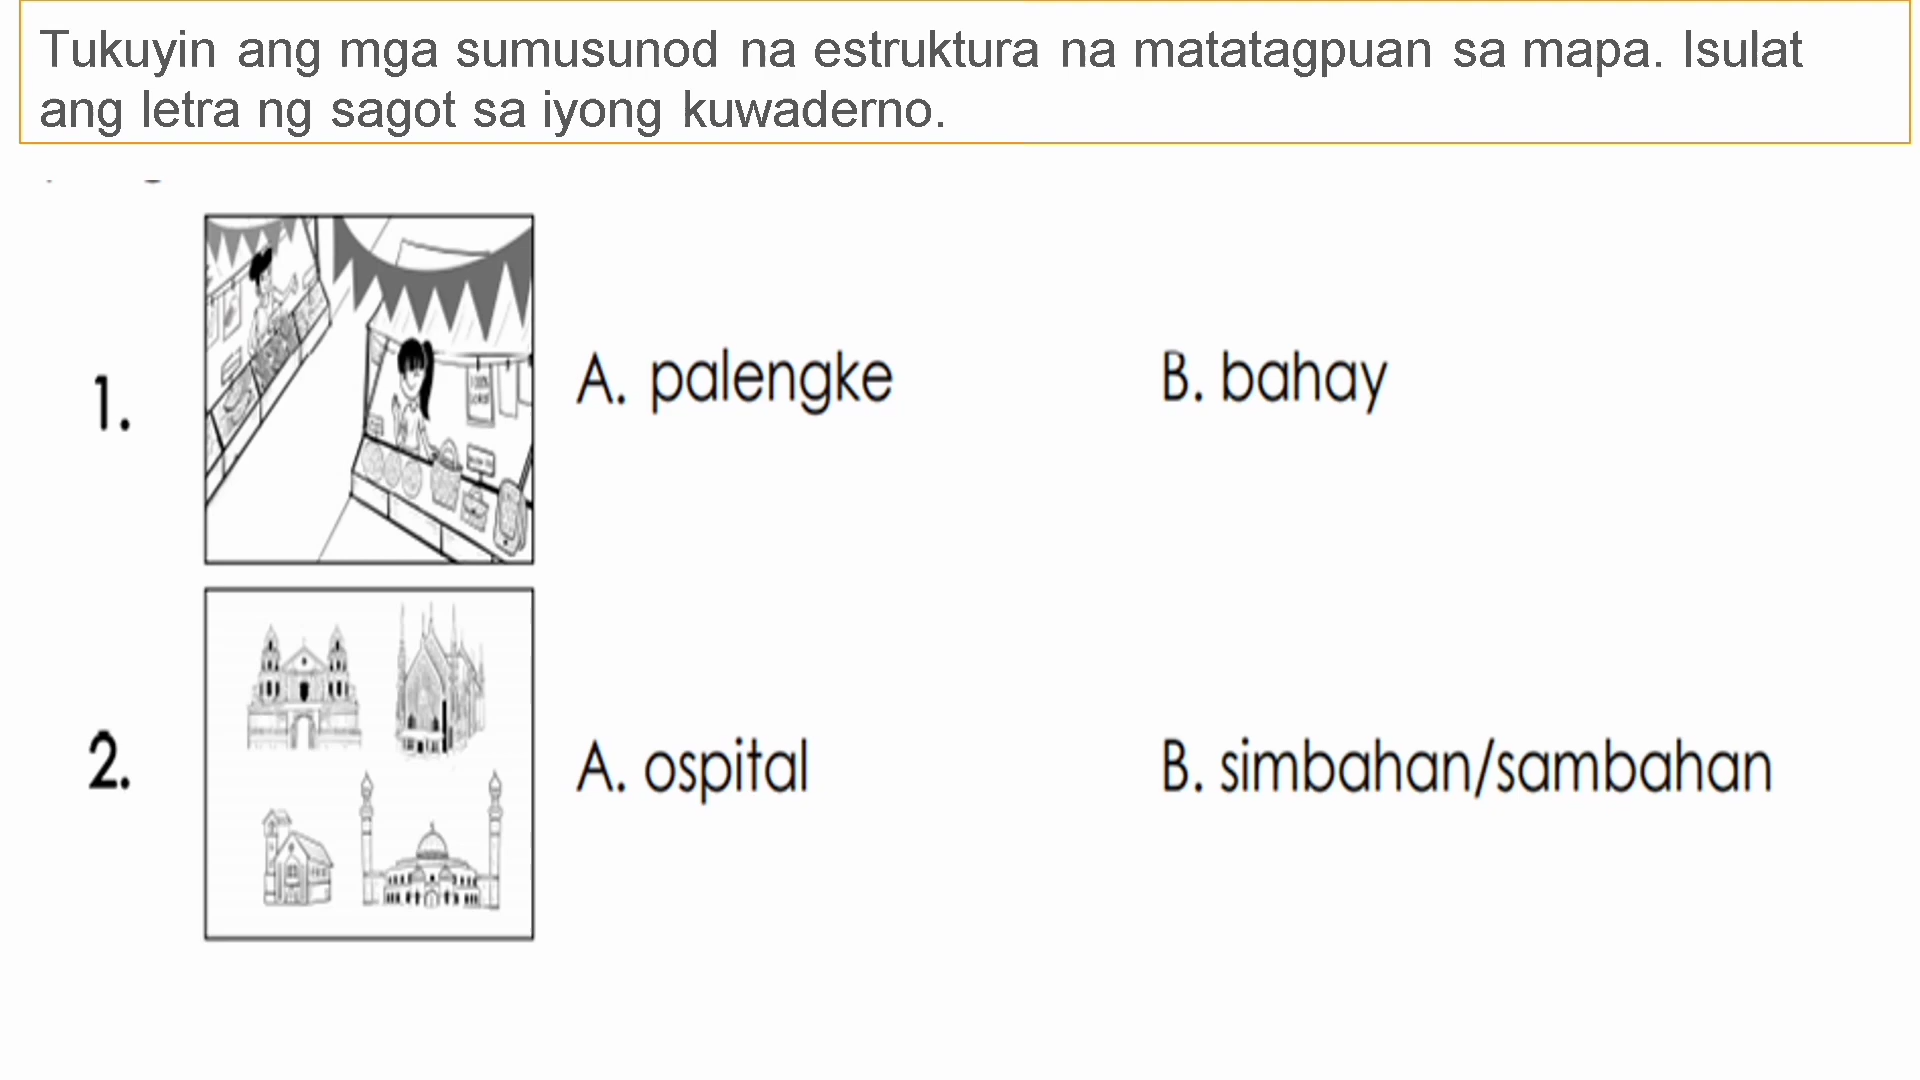 Tukuyin ang mga sumusunod na estruktura na matatagpuan sa mapa. Isulat
ang letra ng sagot sa iyong kuwaderno.
1.
A. palengke
B. bahay
2.
A. ospital
B. simbahan/sambahan